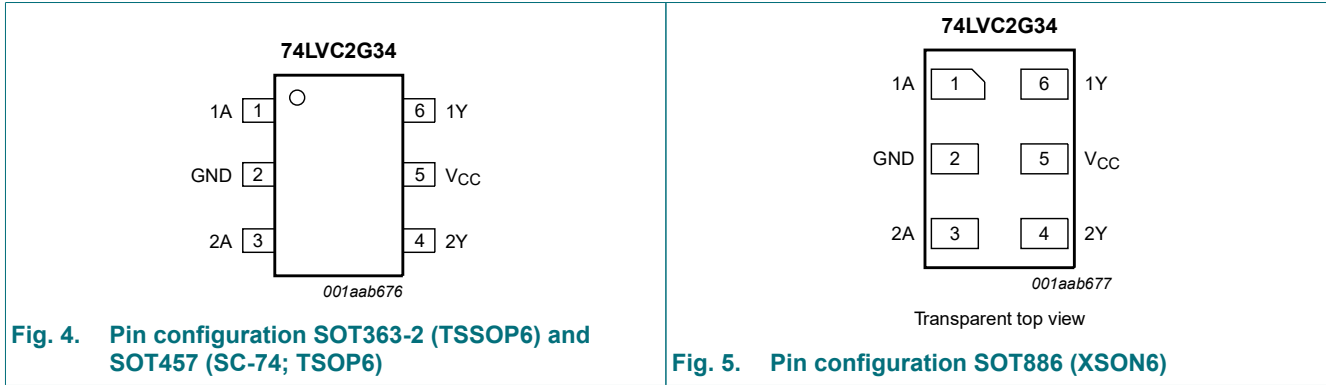 74LVC2G34
1A 1 6 1Y
GND 2 5 VCC
2A 3 4 2Y
001aab676
Fig. 4. Pin configuration SOT363-2 (TSSOP6) and
SOT457 (SC-74; TSOP6)
74LVC2G34
1A 1 6 1Y
GND 2 5 VCC
2A 3 4 2Y
001aab677
Transparent top view
Fig. 5. Pin configuration SOT886 (XSON6)